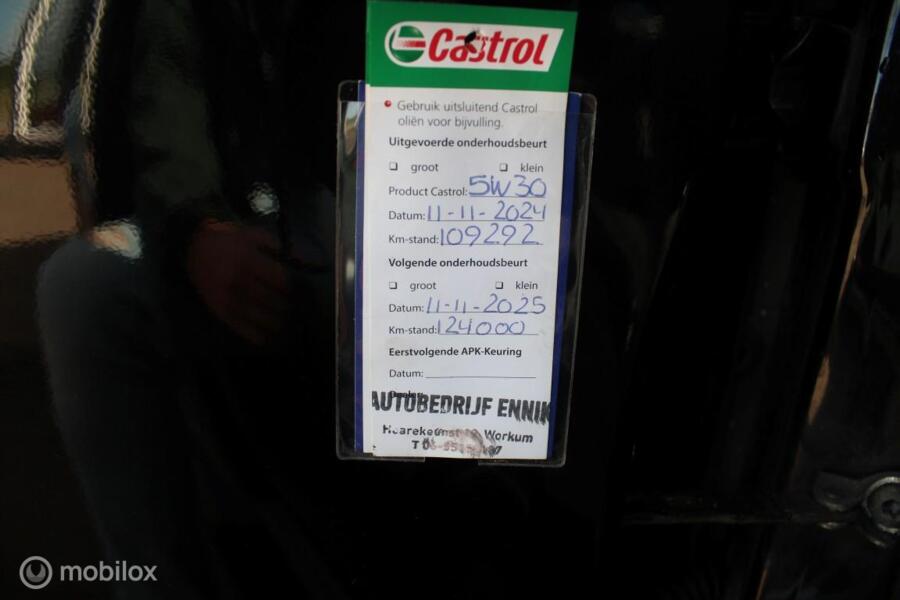 Castrol
Gebruik uitsluitend Castrol
oliën voor bijvulling.
Uitgevoerde onderhoudsbeurt
groot klein
Product Castrol: 5W30
Datum: 11-11-2024
Km-stand: 109292
Volgende onderhoudsbeurt
groot klein
Datum: 11-11-2025
Km-stand: 124000
Eerstvolgende APK-Keuring
Datum:
AUTOBEDRIJF ENNIK
Workum
mobilox